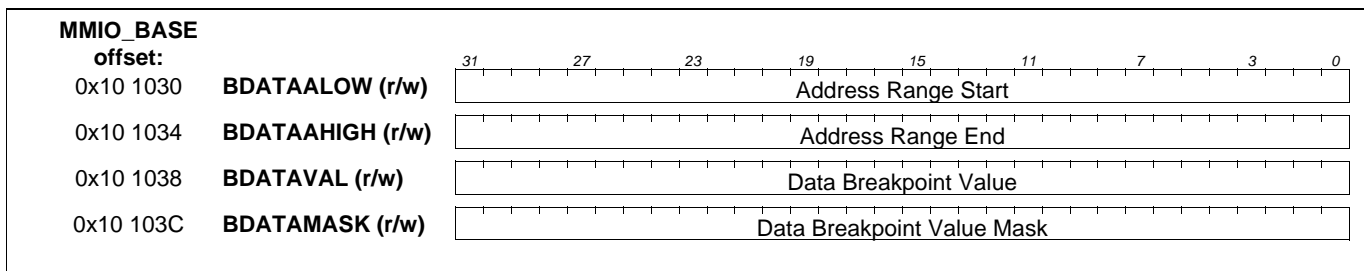 MMIO_BASE
offset:
31 27 23 19 15 11 7 3 0
0x10 1030 BDATAALOW (r/w) Address Range Start
0x10 1034 BDATAAHIGH (r/w) Address Range End
0x10 1038 BDATAVAL (r/w) Data Breakpoint Value
0x10 103C BDATAMASK (r/w) Data Breakpoint Value Mask